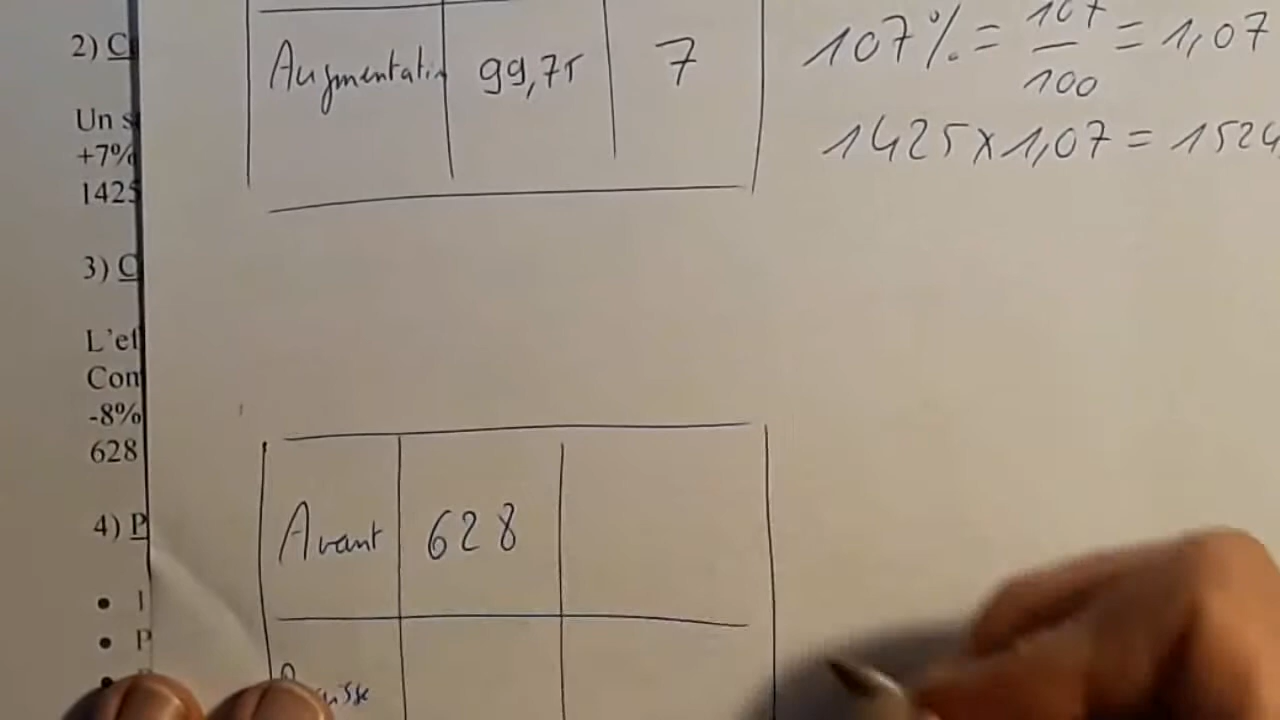 2) C
Un s
+7%
1425
3) C
L'ef
Com
-8%
628
4) P
Augmentation 99,75 7
107% = 107/100 = 1,07
1425 x 1,07 = 1524
Avant 628